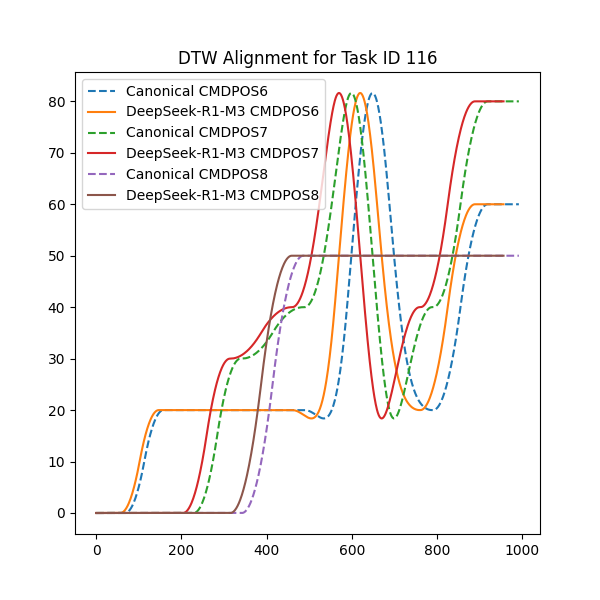 DTW Alignment for Task ID 116
Canonical CMDPOS6
DeepSeek-R1-M3 CMDPOS6
Canonical CMDPOS7
DeepSeek-R1-M3 CMDPOS7
Canonical CMDPOS8
DeepSeek-R1-M3 CMDPOS8
80
70
60
50
40
30
20
10
0
0 200 400 600 800 1000